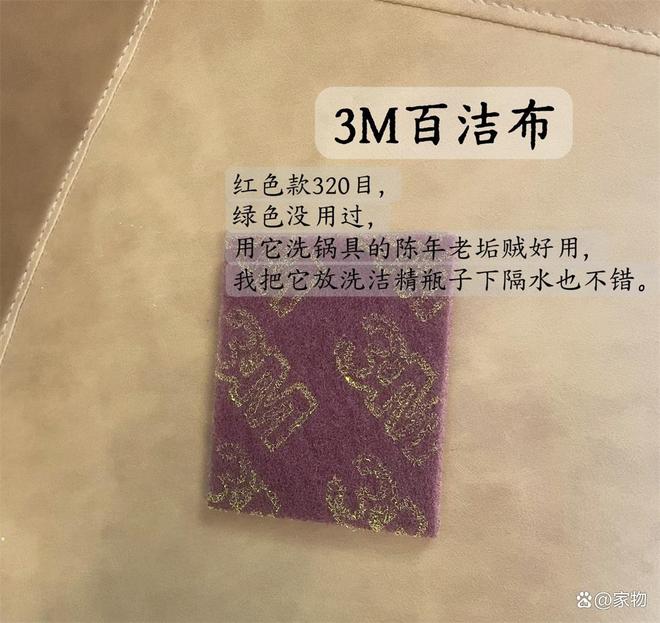 3M百洁布
红色款320目，
绿色没用过，
用它洗锅具的陈年老垢贼好用，
我把它放洗洁精瓶子下隔水也不错。
3M
3M
3M
3M
@家物